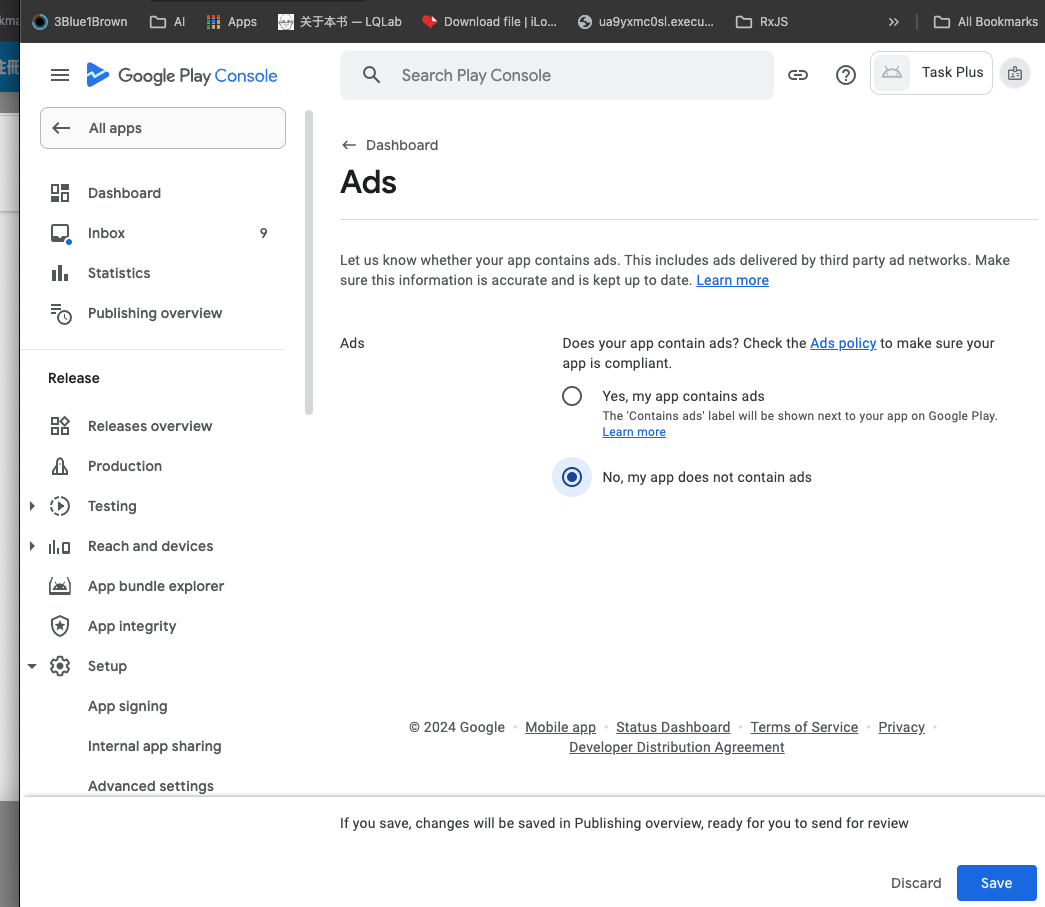 3Blue1Brown
AI
Apps
关于本书 — LQLab
Download file | iLo...
ua9yxmc0sl.execu...
RxJS
»
All Bookmarks
Google Play Console
Search Play Console
Task Plus
All apps
Dashboard
Inbox 9
Statistics
Publishing overview
Release
Releases overview
Production
Testing
Reach and devices
App bundle explorer
App integrity
Setup
App signing
Internal app sharing
Advanced settings
Dashboard
Ads
Let us know whether your app contains ads. This includes ads delivered by third party ad networks. Make
sure this information is accurate and is kept up to date. Learn more
Ads
Does your app contain ads? Check the Ads policy to make sure your
app is compliant.
Yes, my app contains ads
The 'Contains ads' label will be shown next to your app on Google Play.
Learn more
No, my app does not contain ads
© 2024 Google · Mobile app · Status Dashboard · Terms of Service · Privacy ·
Developer Distribution Agreement
If you save, changes will be saved in Publishing overview, ready for you to send for review
Discard
Save